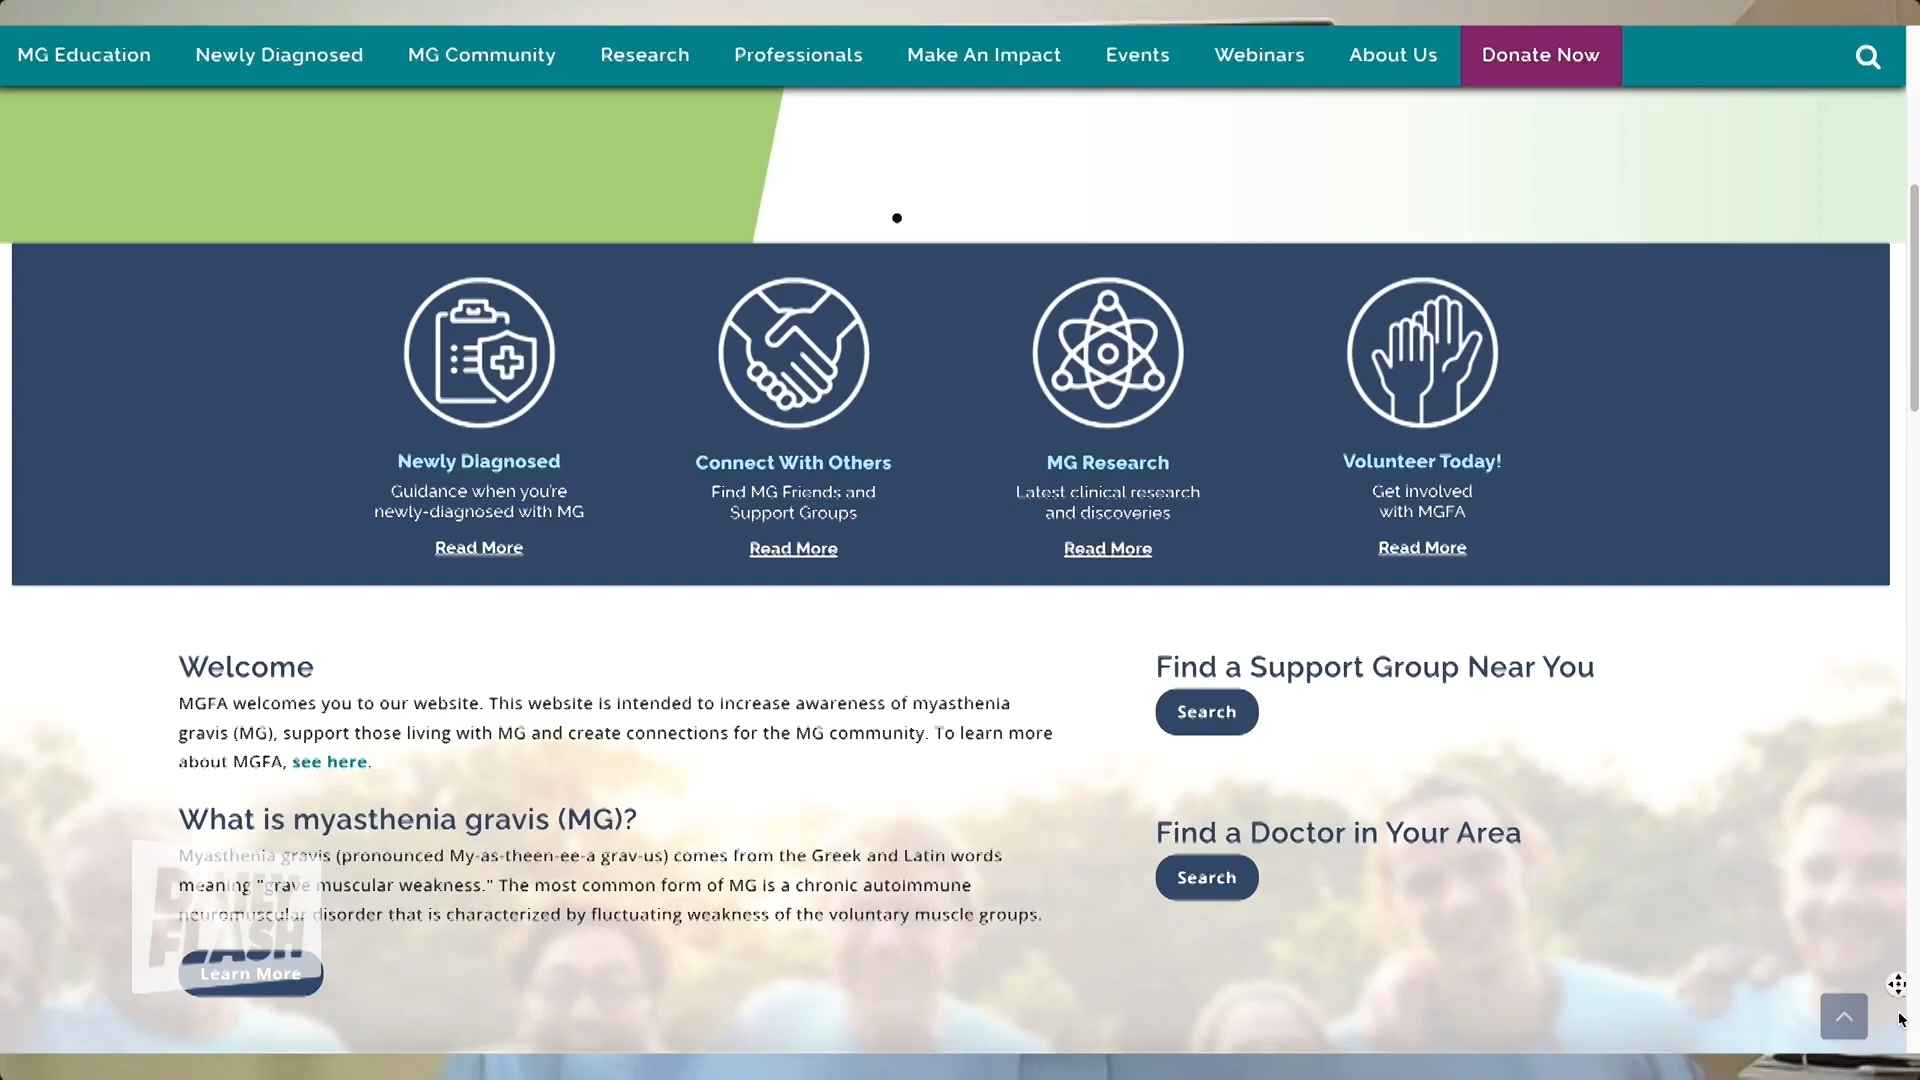 MG Education Newly Diagnosed MG Community Research Professionals Make An Impact Events Webinars About Us Donate Now
Newly Diagnosed
Guidance when you're
newly-diagnosed with MG
Read More
Connect With Others
Find MG Friends and
Support Groups
Read More
MG Research
Latest clinical research
and discoveries
Read More
Volunteer Today!
Get involved
with MGFA
Read More
Welcome
MGFA welcomes you to our website. This website is intended to increase awareness of myasthenia
gravis (MG), support those living with MG and create connections for the MG community. To learn more
about MGFA, see here.
What is myasthenia gravis (MG)?
Myasthenia gravis (pronounced My-as-theen-ee-a grav-us) comes from the Greek and Latin words
meaning "grave muscular weakness." The most common form of MG is a chronic autoimmune
neuromuscular disorder that is characterized by fluctuating weakness of the voluntary muscle groups.
Learn More
Find a Support Group Near You
Search
Find a Doctor in Your Area
Search
DAILY
FLASH